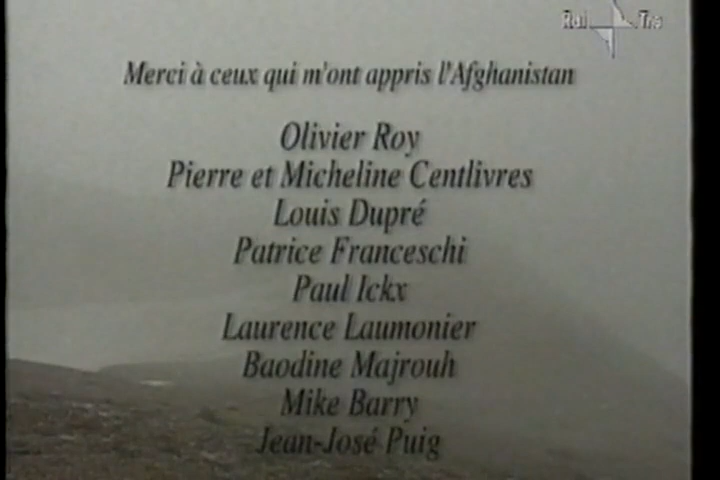 Rai Tre
Merci à ceux qui m'ont appris l'Afghanistan
Olivier Roy
Pierre et Micheline Centlivres
Louis Dupré
Patrice Franceschi
Paul Ickx
Laurence Laumonier
Baodine Majrouh
Mike Barry
Jean-José Puig